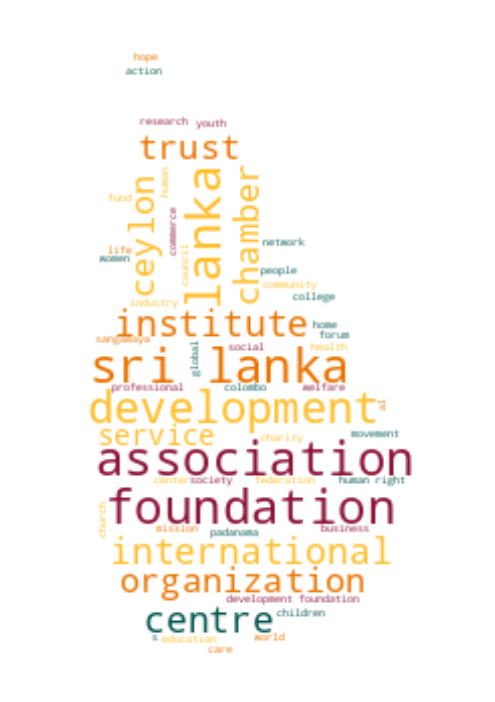 hope
action
research youth
trust
ceylon
lanka
chamber
human
fund
commerce
council
network
life
women
people
community
industry
college
institute
home
forum
sangamaya
global
social
health
sri lanka
professional
colombo
welfare
development
al
service
charity
movement
association
center
society
federation
human right
foundation
church
mission
padanama
business
international
organization
development foundation
centre
children
s
education
world
care